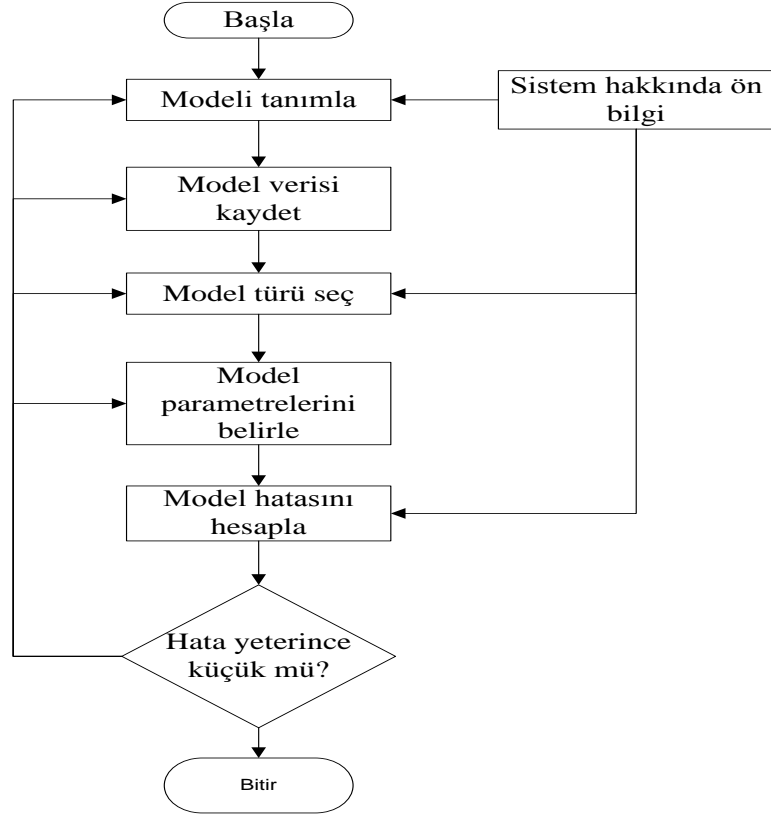 Başla
Modeli tanımla
Sistem hakkında ön
bilgi
Model verisi
kaydet
Model türü seç
Model
parametrelerini
belirle
Model hatasını
hesapla
Hata yeterince
küçük mü?
Bitir